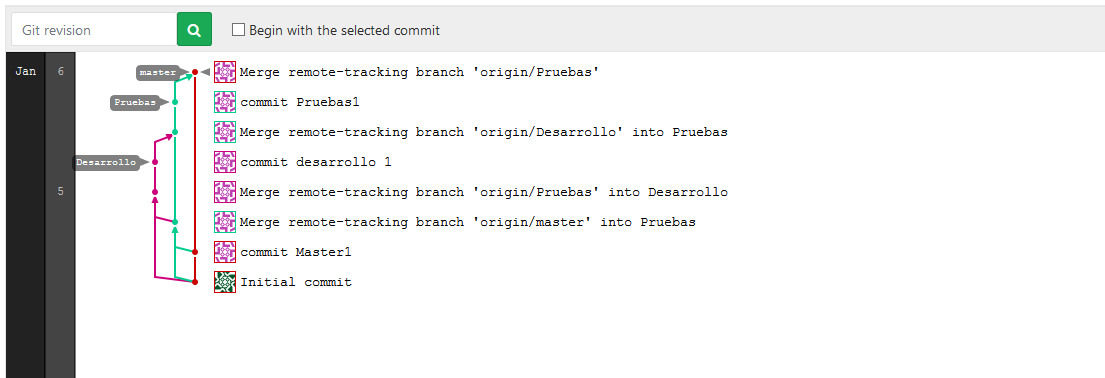 Git revision
Begin with the selected commit
Jan 6 master Merge remote-tracking branch 'origin/Pruebas'
Pruebas commit Pruebas1
Merge remote-tracking branch 'origin/Desarrollo' into Pruebas
Desarrollo commit desarrollo 1
5 Merge remote-tracking branch 'origin/Pruebas' into Desarrollo
Merge remote-tracking branch 'origin/master' into Pruebas
commit Master1
Initial commit